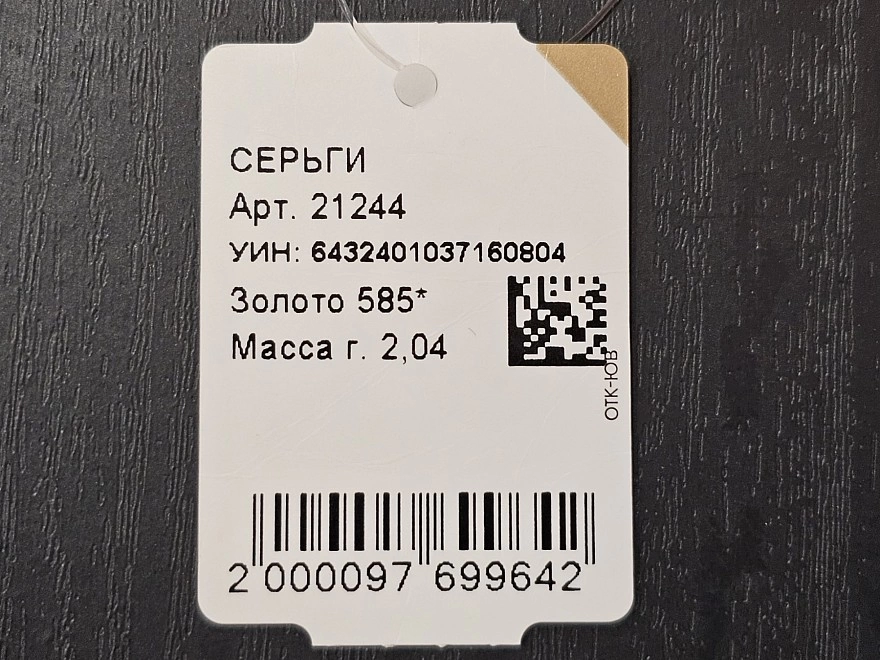 СЕРЬГИ
Арт. 21244
УИН: 6432401037160804
Золото 585*
Масса г. 2,04
ОТК-ЮВ
2 000097 699642